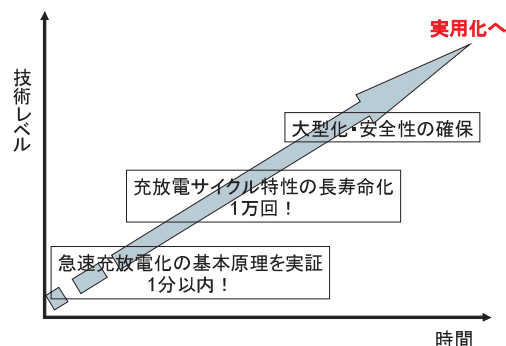 実用化へ
技術レベル
大型化・安全性の確保
充放電サイクル特性の長寿命化
1万回！
急速充放電化の基本原理を実証
1分以内！
時間